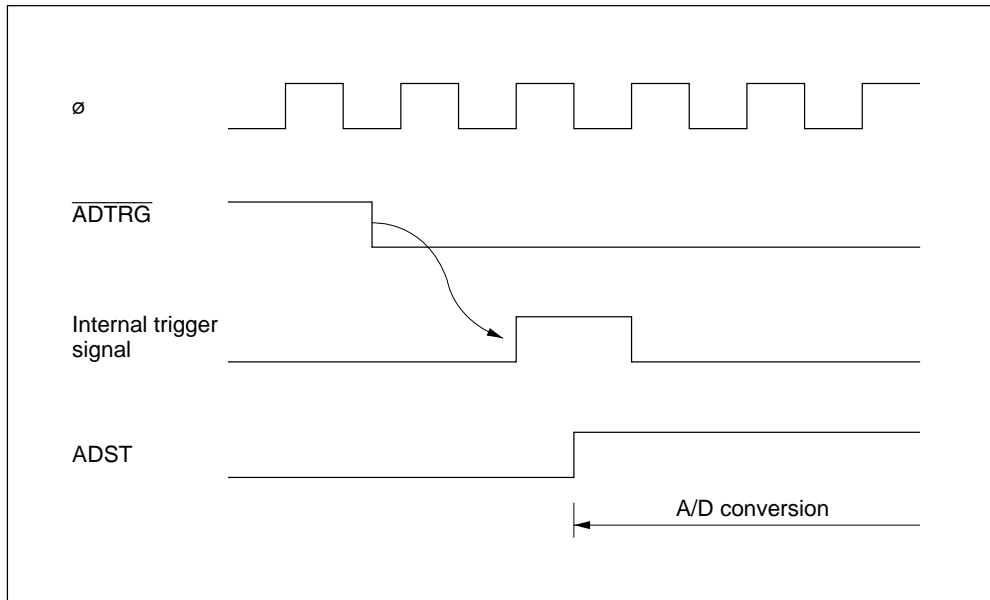 ø
ADTRG
Internal trigger
signal
ADST
A/D conversion